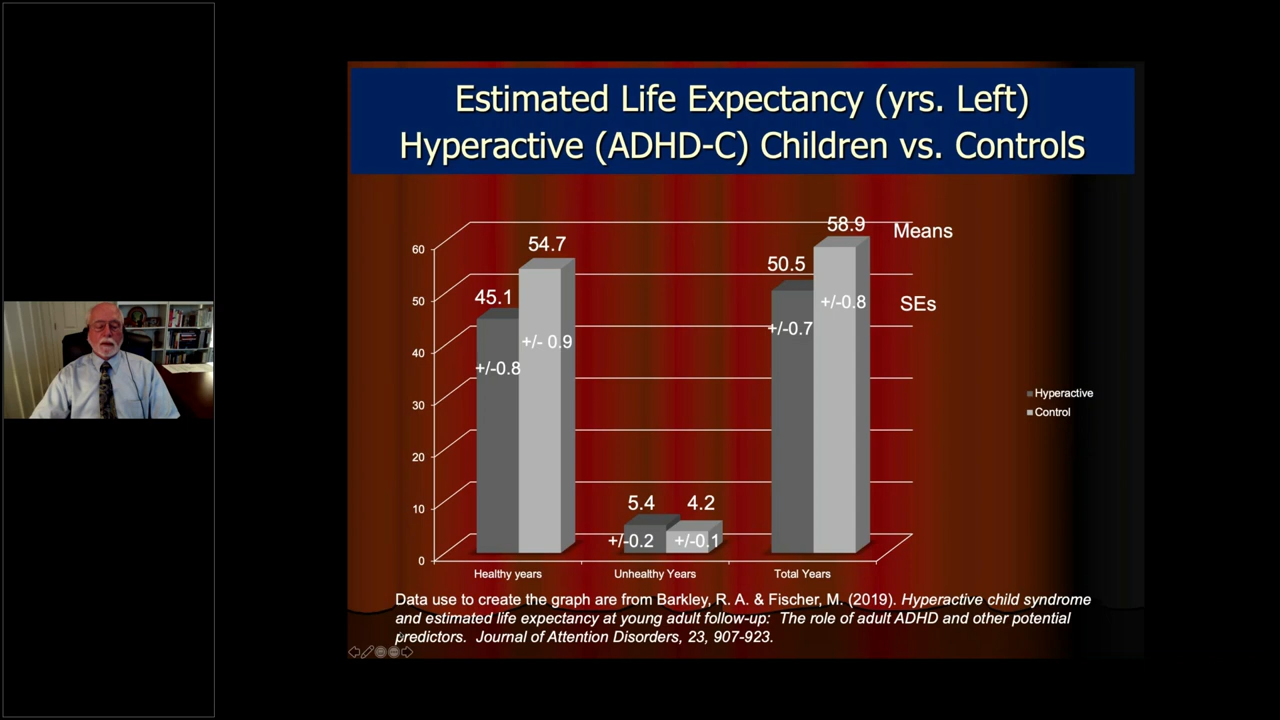 Estimated Life Expectancy (yrs. Left)
Hyperactive (ADHD-C) Children vs. Controls
58.9
Means
54.7
60
50.5
45.1
50
+/-0.8
SEs
+/-0.7
+/- 0.9
40
+/-0.8
30
Hyperactive
Control
20
5.4
4.2
10
+/-0.2
+/-0.1
0
Healthy years
Unhealthy Years
Total Years
Data use to create the graph are from Barkley, R. A. & Fischer, M. (2019). Hyperactive child syndrome
and estimated life expectancy at young adult follow-up: The role of adult ADHD and other potential
predictors. Journal of Attention Disorders, 23, 907-923.